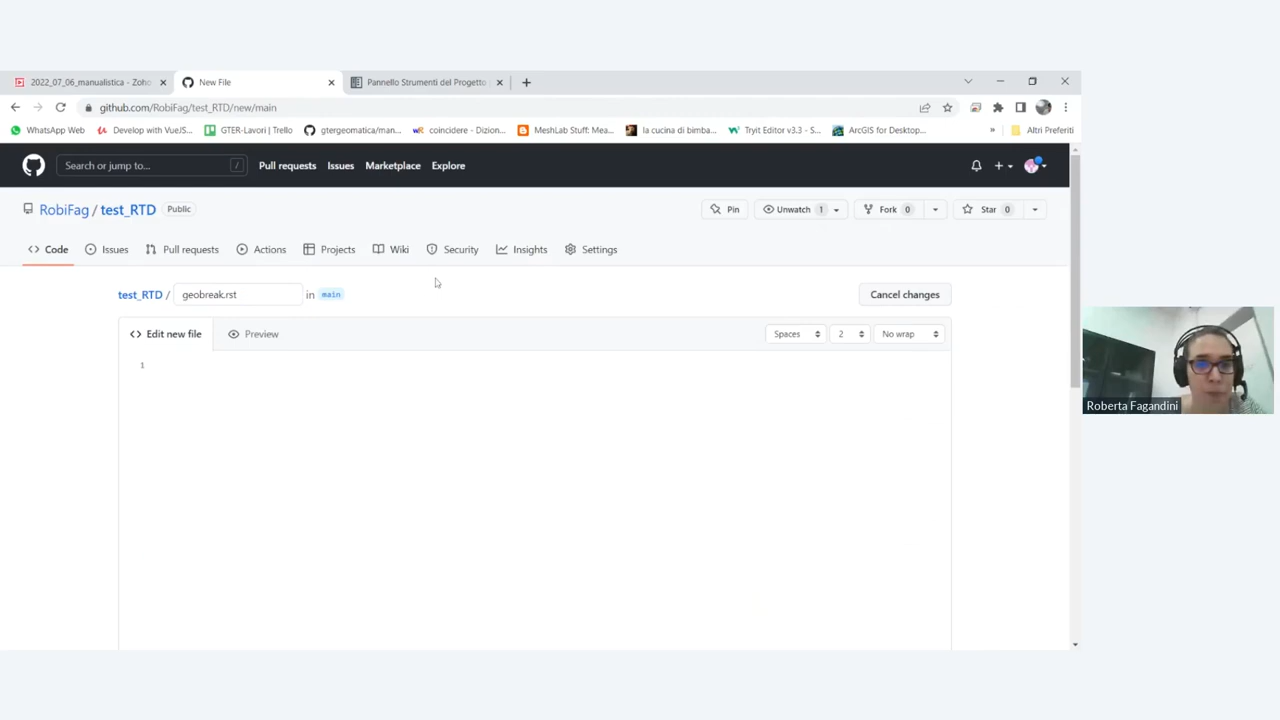 2022_07_06_manualistica - Zoho
New File
Pannello Strumenti del Progetto
github.com/RobiFag/test_RTD/new/main
WhatsApp Web
Develop with VueJS...
GTER-Lavori | Trello
gtergeomatica/man...
coincidere - Dizion...
MeshLab Stuff: Mea...
la cucina di bimba...
Tryit Editor v3.3 - S...
ArcGIS for Desktop...
»
Altri Preferiti
Search or jump to...
/
Pull requests
Issues
Marketplace
Explore
RobiFag / test_RTD
Public
Pin
Unwatch 1
Fork 0
Star 0
Code
Issues
Pull requests
Actions
Projects
Wiki
Security
Insights
Settings
test_RTD / geobreak.rst in main
Cancel changes
Edit new file
Preview
Spaces
2
No wrap
1
Roberta Fagandini